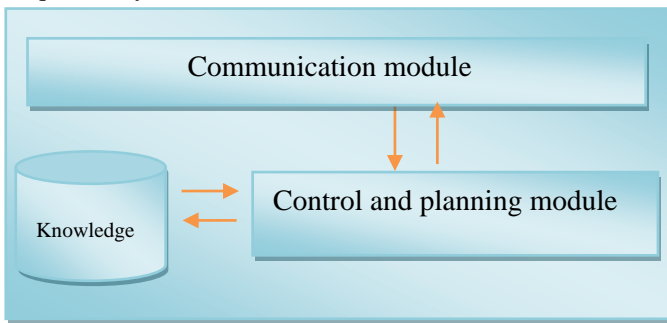 Communication module
Control and planning module
Knowledge